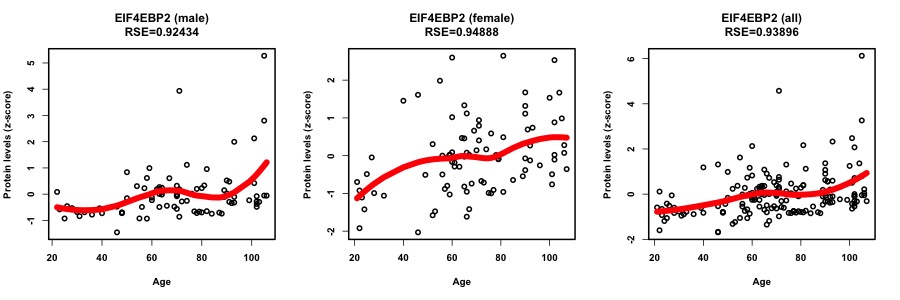 EIF4EBP2 (male)
RSE=0.92434
Protein levels (z-score)
5
4
3
2
1
0
-1
20 40 60 80 100
Age
EIF4EBP2 (female)
RSE=0.94888
Protein levels (z-score)
2
1
0
-1
-2
20 40 60 80 100
Age
EIF4EBP2 (all)
RSE=0.93896
Protein levels (z-score)
6
4
2
0
-2
20 40 60 80 100
Age